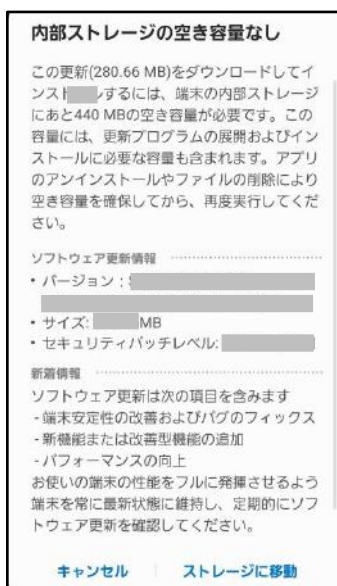 内部ストレージの空き容量なし
この更新(280.66 MB)をダウンロードしてイ
ンスト ルするには、端末の内部ストレージ
にあと440 MBの空き容量が必要です。この
容量には、更新プログラムの展開およびイン
ストールに必要な容量も含まれます。アプリ
のアンインストールやファイルの削除により
空き容量を確保してから、再度実行してくだ
さい。
ソフトウェア更新情報
・バージョン :
・サイズ: MB
・セキュリティパッチレベル:
新着情報
ソフトウェア更新は次の項目を含みます
- 端末安定性の改善およびバグのフィックス
- 新機能または改善型機能の追加
- パフォーマンスの向上
お使いの端末の性能をフルに発揮させるよう
端末を常に最新状態に維持し、定期的にソフ
トウェア更新を確認してください。
キャンセル
ストレージに移動